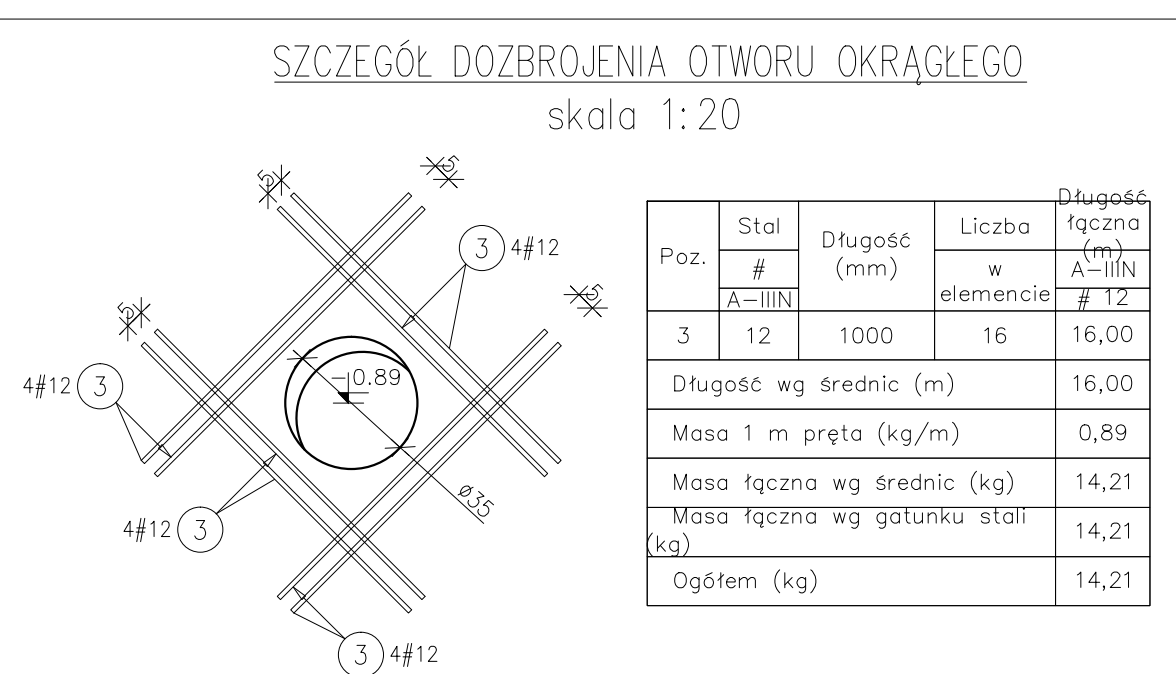 SZCZEGÓŁ DOZBROJENIA OTWORU OKRĄGŁEGO
skala 1:20
5
5
3 4#12
5
5
4#12 3
-0.89
ø35
4#12 3
3 4#12
Poz.
Stal
#
A-IIIN
Długość
(mm)
Liczba
w
elemencie
Długość
łączna
(m)
A-IIIN
# 12
3 12 1000 16 16,00
Długość wg średnic (m) 16,00
Masa 1 m pręta (kg/m) 0,89
Masa łączna wg średnic (kg) 14,21
Masa łączna wg gatunku stali
(kg) 14,21
Ogółem (kg) 14,21